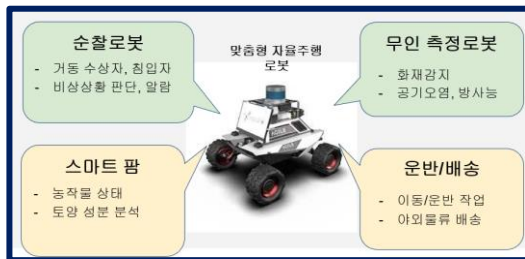 순찰로봇
- 거동 수상자, 침입자
- 비상상황 판단, 알람
맞춤형 자율주행
로봇
무인 측정로봇
- 화재감지
- 공기오염, 방사능
스마트 팜
- 농작물 상태
- 토양 성분 분석
운반/배송
- 이동/운반 작업
- 야외물류 배송